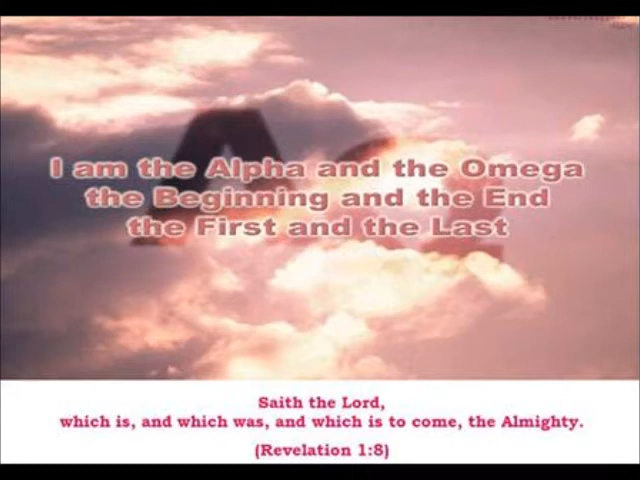 I am the Alpha and the Omega
the Beginning and the End
the First and the Last
Saith the Lord,
which is, and which was, and which is to come, the Almighty.
(Revelation 1:8)